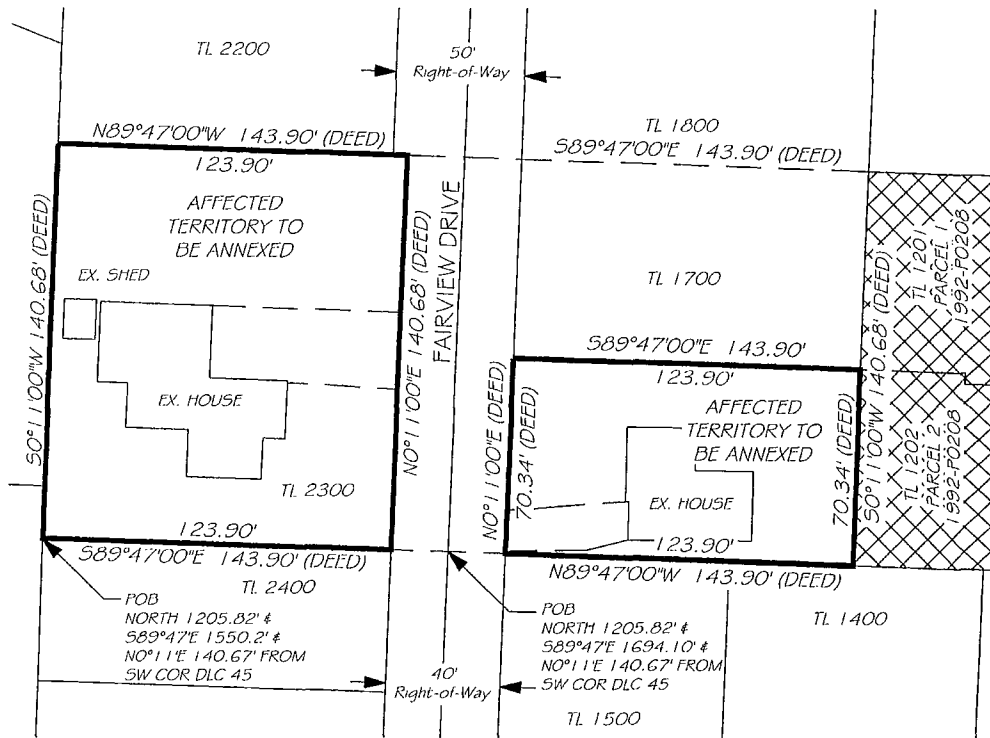 TL 2200
50'
Right-of-Way
TL 1800
N89°47'00"W 143.90' (DEED)
S89°47'00"E 143.90' (DEED)
123.90'
AFFECTED
TERRITORY TO
BE ANNEXED
EX. SHED
EX. HOUSE
TL 2300
S0°11'00"W 140.68' (DEED)
N0°11'00"E 140.68' (DEED)
FAIRVIEW DRIVE
123.90'
S89°47'00"E 143.90' (DEED)
TL 2400
TL 1700
S89°47'00"E 143.90'
123.90'
AFFECTED
TERRITORY TO
BE ANNEXED
EX. HOUSE
N0°11'00"E (DEED)
70.34' (DEED)
70.34' (DEED)
S0°11'00"W 140.68' (DEED)
123.90'
N89°47'00"W 143.90' (DEED)
TL 1201
PARCEL 1
1992-P0208
TL 1202
PARCEL 2
1992-P0208
TL 1400
POB
NORTH 1205.82' &
S89°47'E 1550.2' &
N0°11'E 140.67' FROM
SW COR DLC 45
POB
NORTH 1205.82' &
S89°47'E 1694.10' &
N0°11'E 140.67' FROM
SW COR DLC 45
40'
Right-of-Way
TL 1500